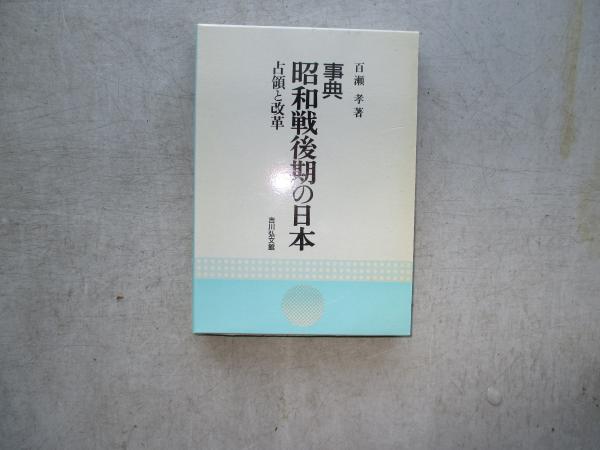 百瀬 孝著
事典
昭和戦後期の日本
占領と改革
吉川弘文館